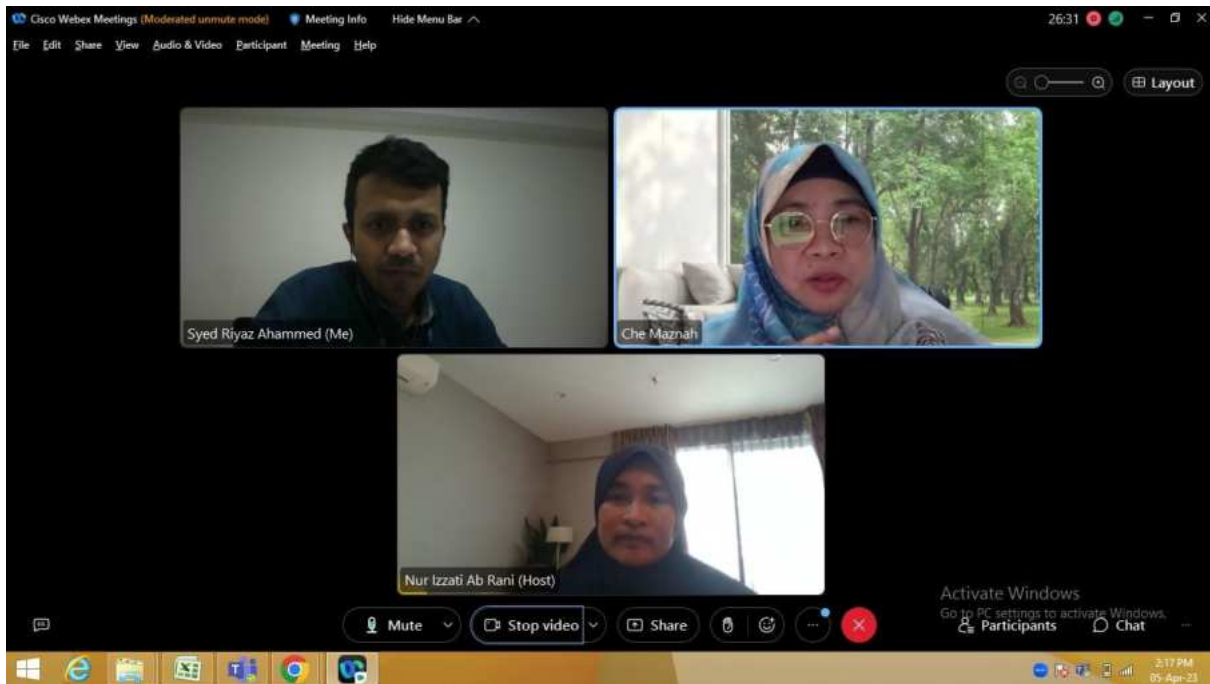 Cisco Webex Meetings (Moderated unmute mode) Meeting Info Hide Menu Bar 26:31
File Edit Share View Audio & Video Participant Meeting Help
Layout
Syed Riyaz Ahammed (Me)
Che Maznah
Nur Izzati Ab Rani (Host)
Activate Windows
Go to PC settings to activate Windows.
Mute Stop video Share Participants Chat
2:17 PM
05-Apr-23